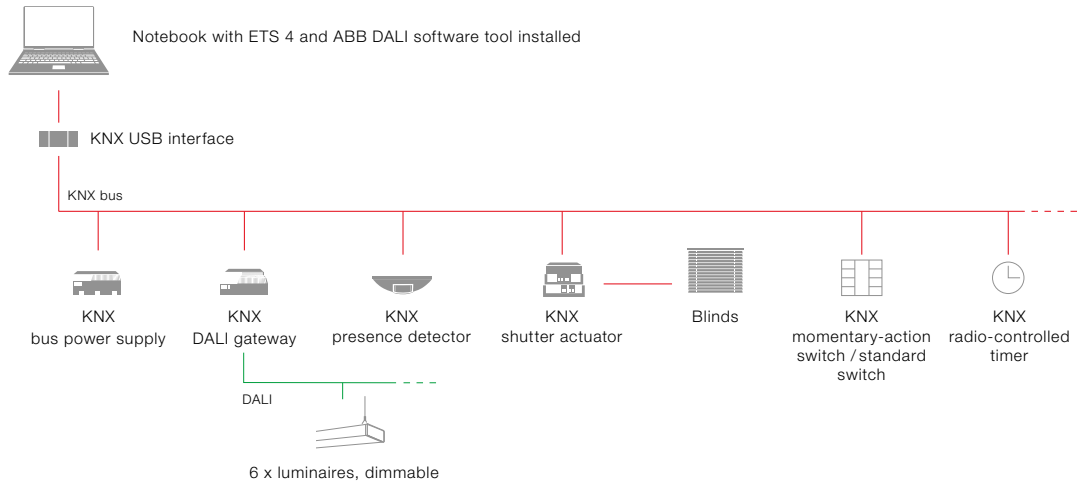 Notebook with ETS 4 and ABB DALI software tool installed
KNX USB interface
KNX bus
KNX
bus power supply
KNX
DALI gateway
KNX
presence detector
KNX
shutter actuator
Blinds
KNX
momentary-action
switch / standard
switch
KNX
radio-controlled
timer
DALI
6 x luminaires, dimmable